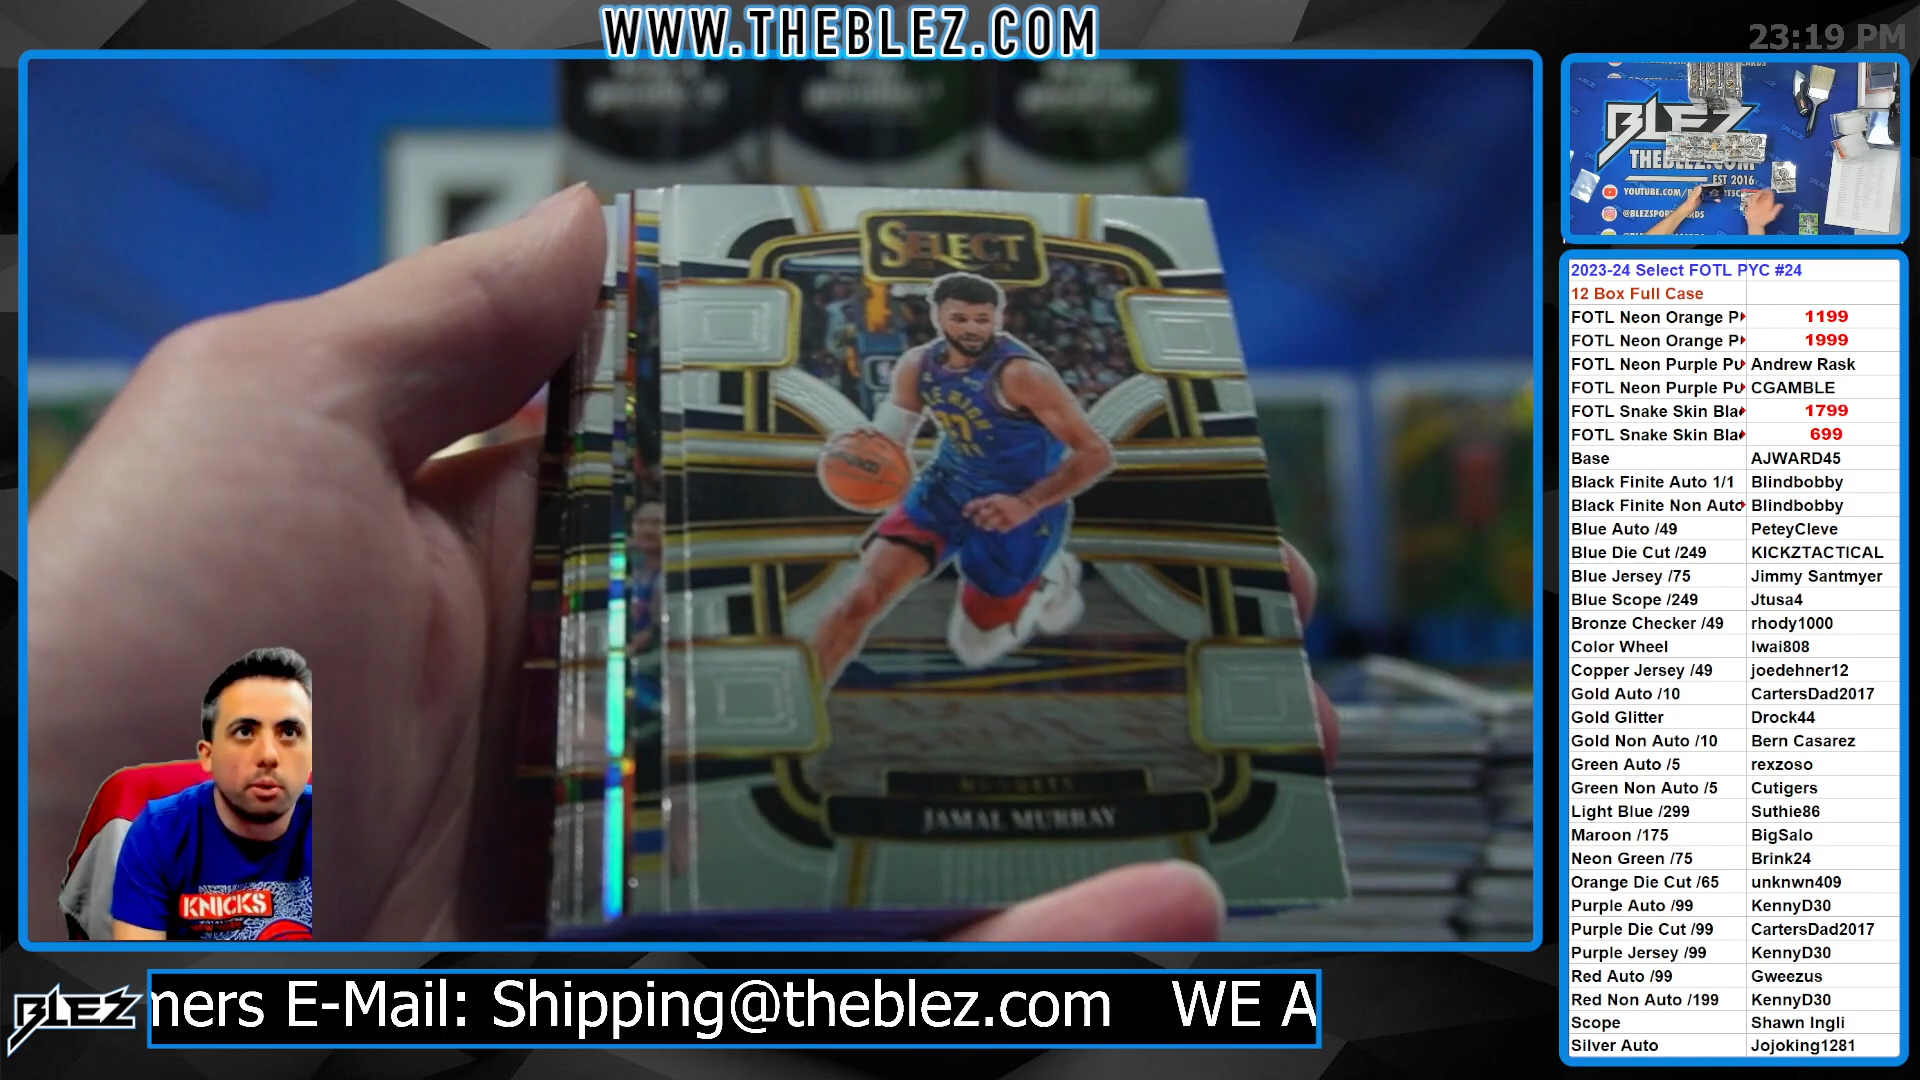 WWW.THEBLEZ.COM
23:19 PM
SELECT
JAMAL MURRAY
KNICKS
BLEZ
THEBLEZ.COM
EST 2016
@BLEZSPORTSCARDS
2023-24 Select FOTL PYC #24
12 Box Full Case
FOTL Neon Orange P 1199
FOTL Neon Orange P 1999
FOTL Neon Purple Pu Andrew Rask
FOTL Neon Purple Pu CGAMBLE
FOTL Snake Skin Bla 1799
FOTL Snake Skin Bla 699
Base AJWARD45
Black Finite Auto 1/1 Blindbobby
Black Finite Non Auto Blindbobby
Blue Auto /49 PeteyCleve
Blue Die Cut /249 KICKZTACTICAL
Blue Jersey /75 Jimmy Santmyer
Blue Scope /249 Jtusa4
Bronze Checker /49 rhody1000
Color Wheel Iwai808
Copper Jersey /49 joedehner12
Gold Auto /10 CartersDad2017
Gold Glitter Drock44
Gold Non Auto /10 Bern Casarez
Green Auto /5 rexzoso
Green Non Auto /5 Cutigers
Light Blue /299 Suthie86
Maroon /175 BigSalo
Neon Green /75 Brink24
Orange Die Cut /65 unknwn409
Purple Auto /99 KennyD30
Purple Die Cut /99 CartersDad2017
Purple Jersey /99 KennyD30
Red Auto /99 Gweezus
Red Non Auto /199 KennyD30
Scope Shawn Ingli
Silver Auto Jojoking1281
BLEZ
mers E-Mail: Shipping@theblez.com WE A